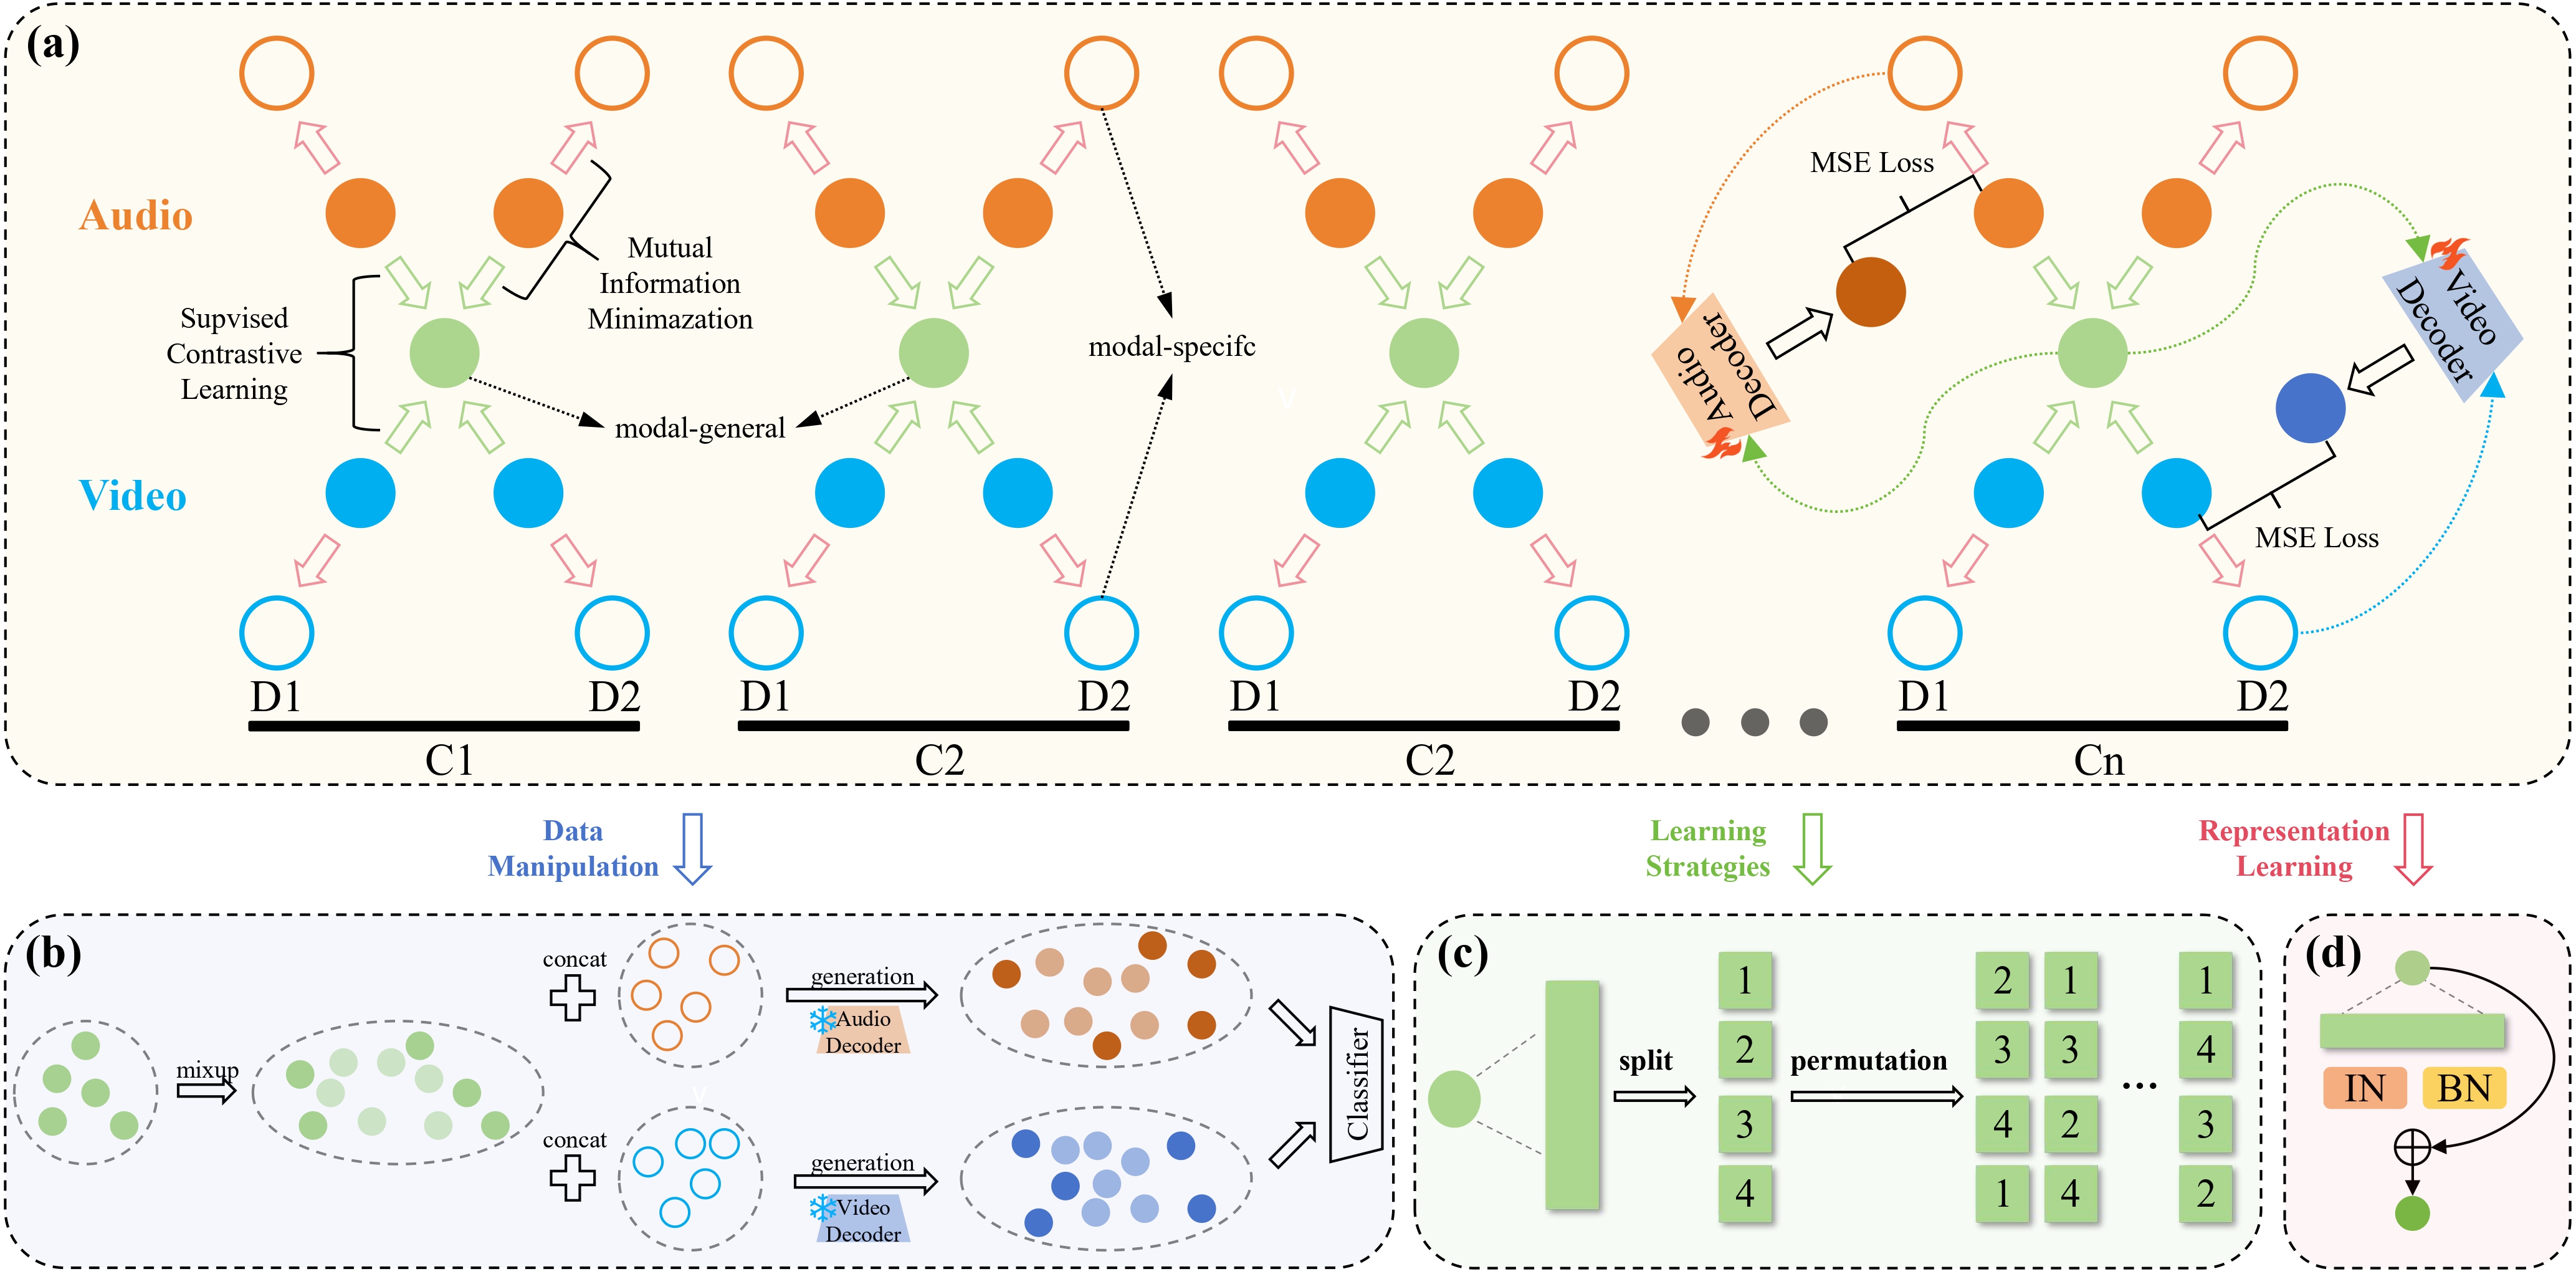 (a)
Audio
Video
Supvised
Contrastive
Learning
Mutual
Information
Minimazation
modal-general
modal-specifc
v
MSE Loss
Audio
Decoder
Video
Decoder
MSE Loss
D1
D2
C1
D1
D2
C2
D1
D2
C2
D1
D2
Cn
Data
Manipulation
Learning
Strategies
Representation
Learning
(b)
mixup
concat
generation
Audio
Decoder
v
concat
generation
Video
Decoder
Classifier
(c)
split
1
2
3
4
permutation
2 1 ... 1
3 3 4
4 2 3
1 4 2
(d)
IN BN